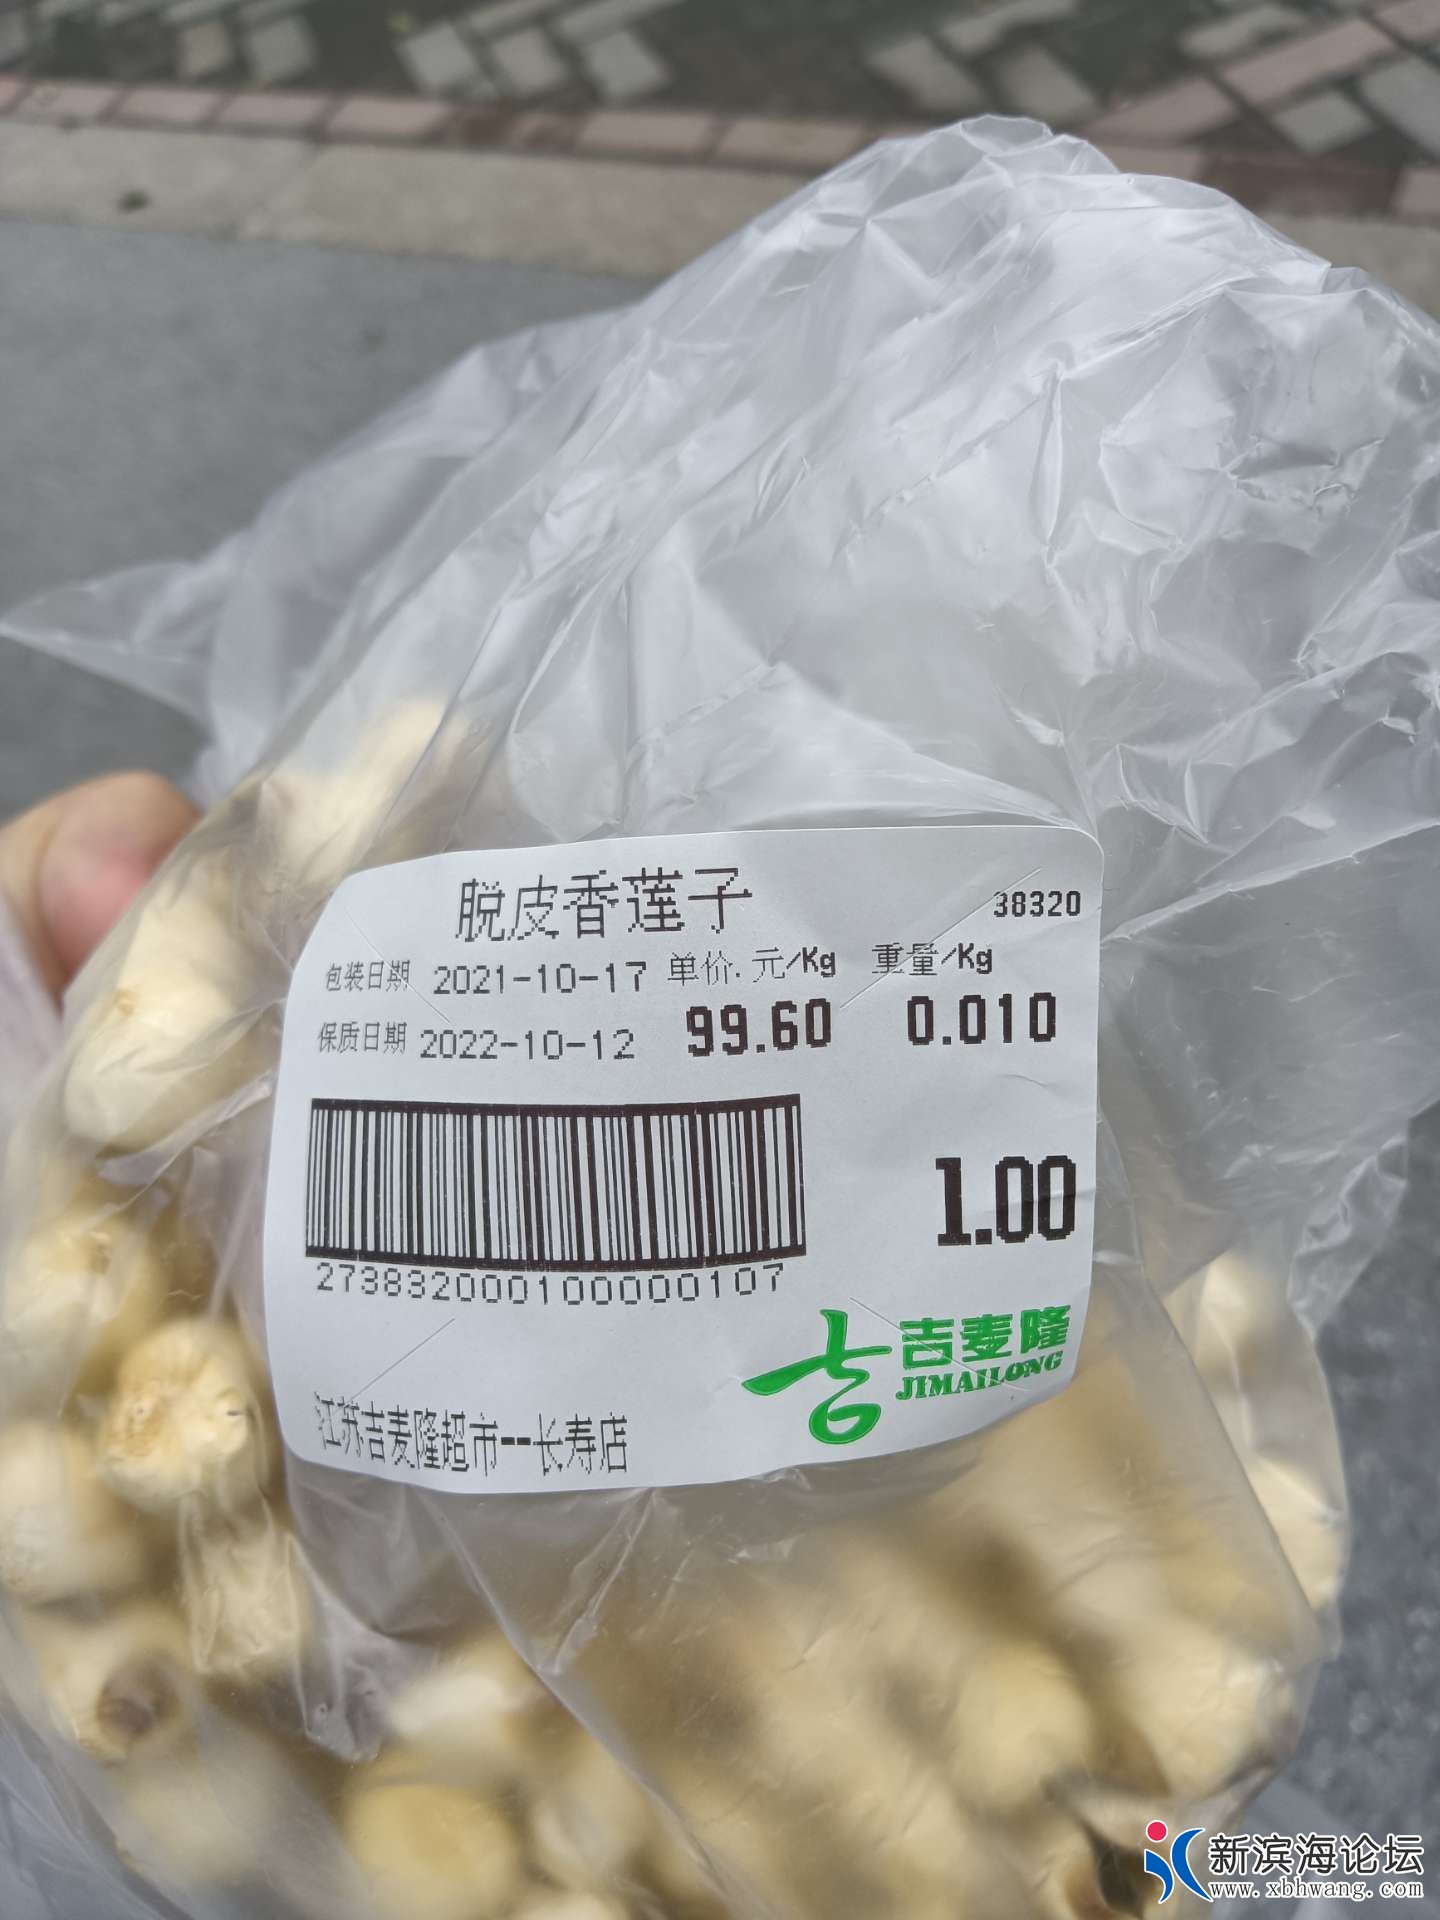 脱皮香莲子
38320
包装日期 2021-10-17 单价.元/Kg 重量/Kg
保质日期 2022-10-12 99.60 0.010
1.00
273832000100000107
吉麦隆
JIMAILONG
江苏吉麦隆超市--长寿店
新滨海论坛
www.xbhwang.com